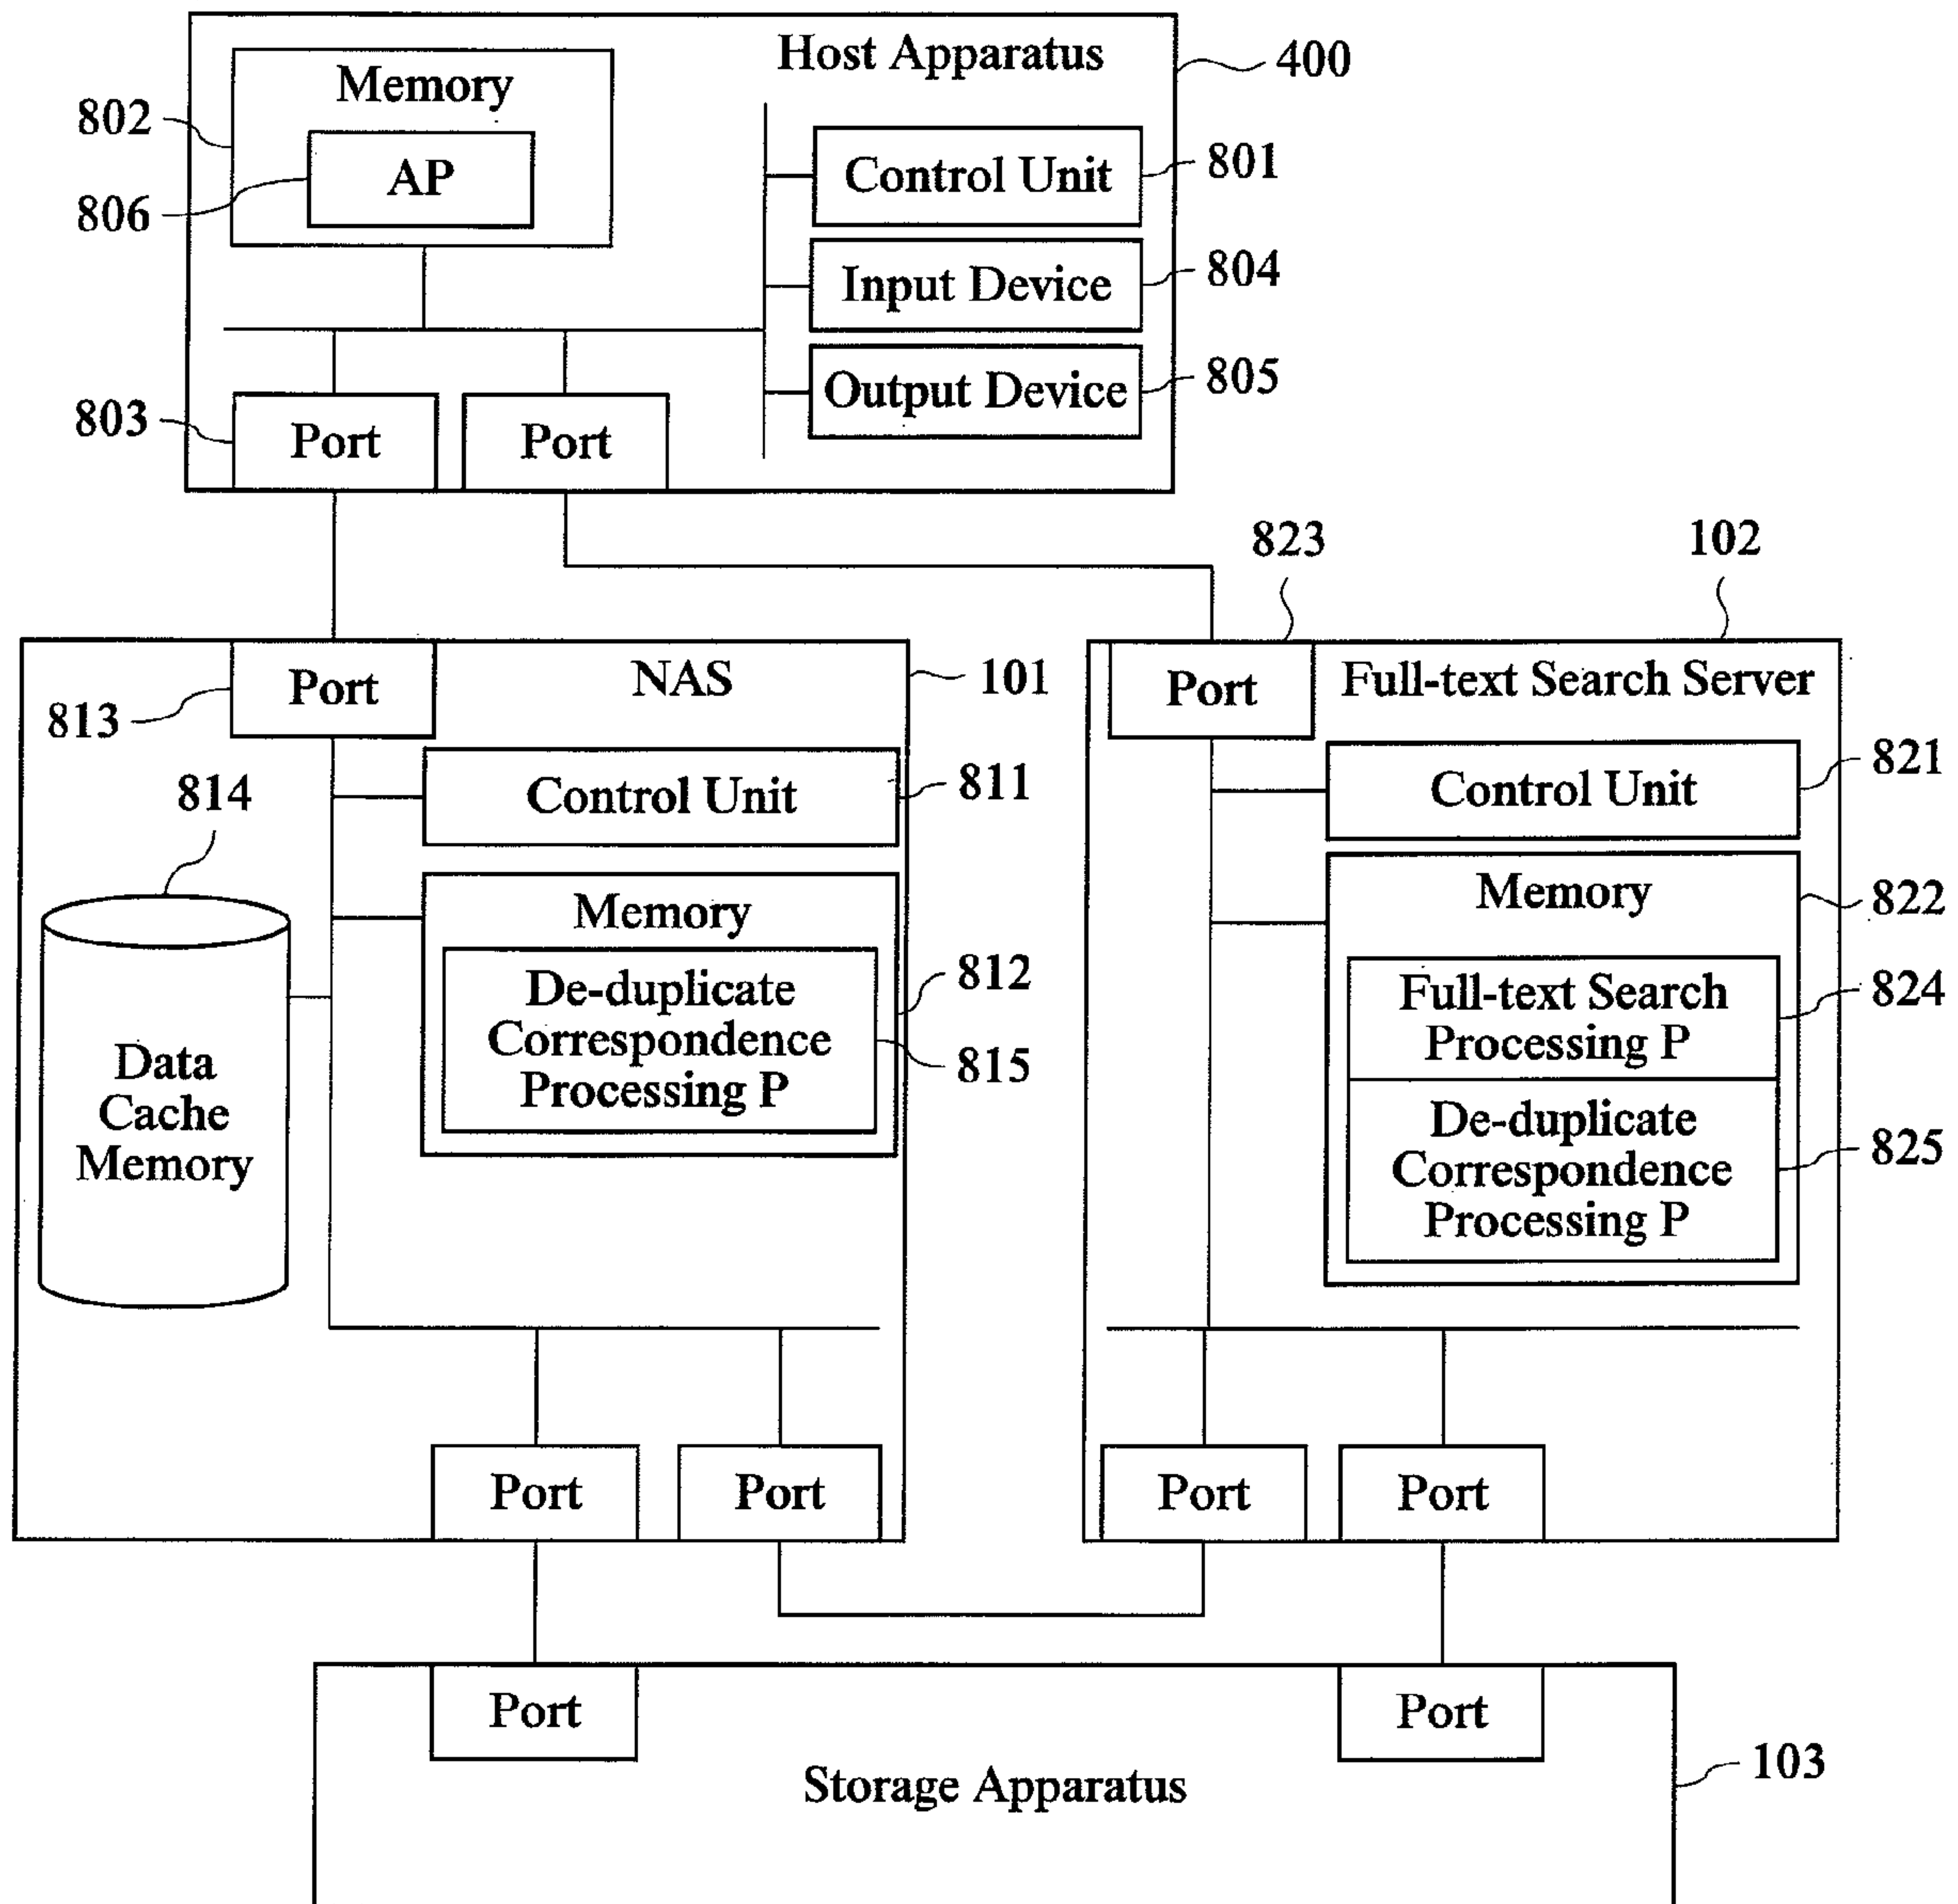 Host Apparatus
400
Memory
802
AP
806
Control Unit
801
Input Device
804
Output Device
805
803
Port
Port
823
102
Port
NAS
101
813
Control Unit
811
814
Memory
812
De-duplicate
Correspondence
Processing P
815
Data
Cache
Memory
Port
Port
Port
Full-text Search Server
Control Unit
821
Memory
822
Full-text Search
Processing P
824
De-duplicate
Correspondence
Processing P
825
Port
Port
Port
Port
Storage Apparatus
103